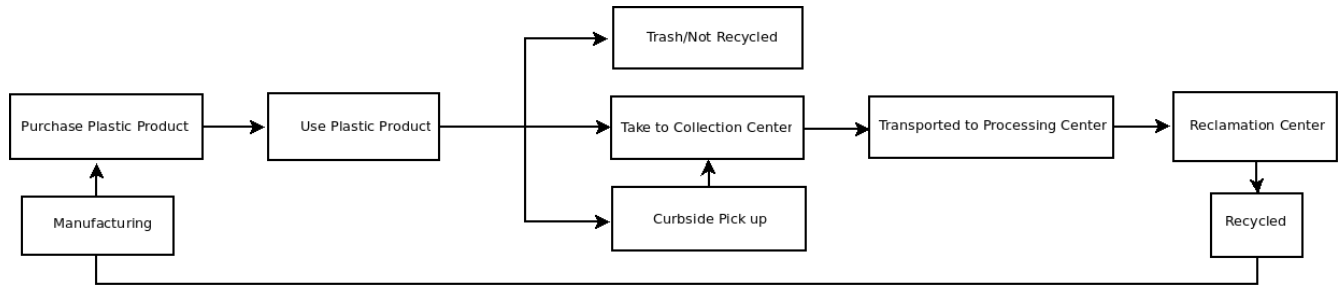 Trash/Not Recycled
Purchase Plastic Product
Use Plastic Product
Take to Collection Center
Transported to Processing Center
Reclamation Center
Manufacturing
Curbside Pick up
Recycled